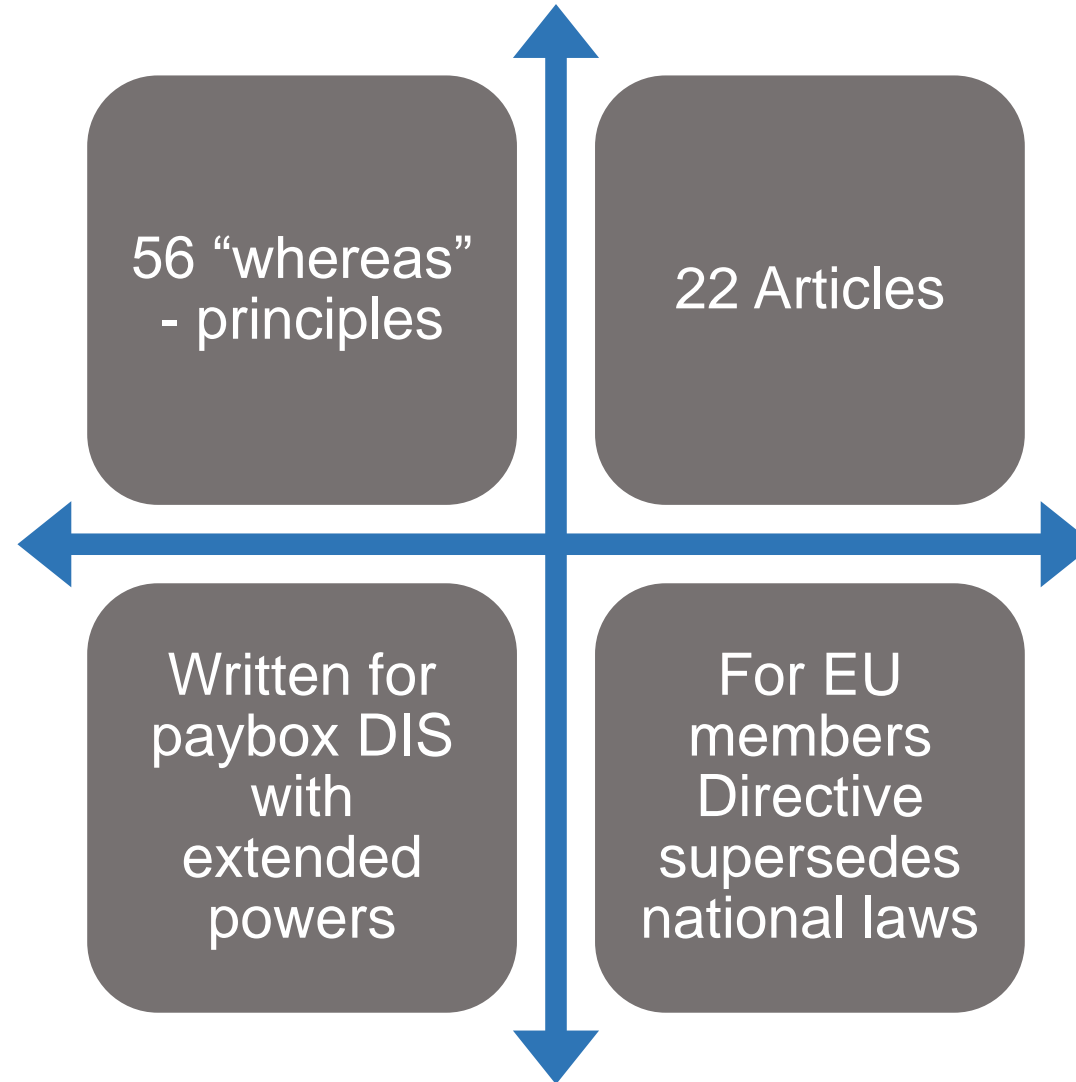 56 “whereas”
- principles
22 Articles
Written for
paybox DIS
with
extended
powers
For EU
members
Directive
supersedes
national laws